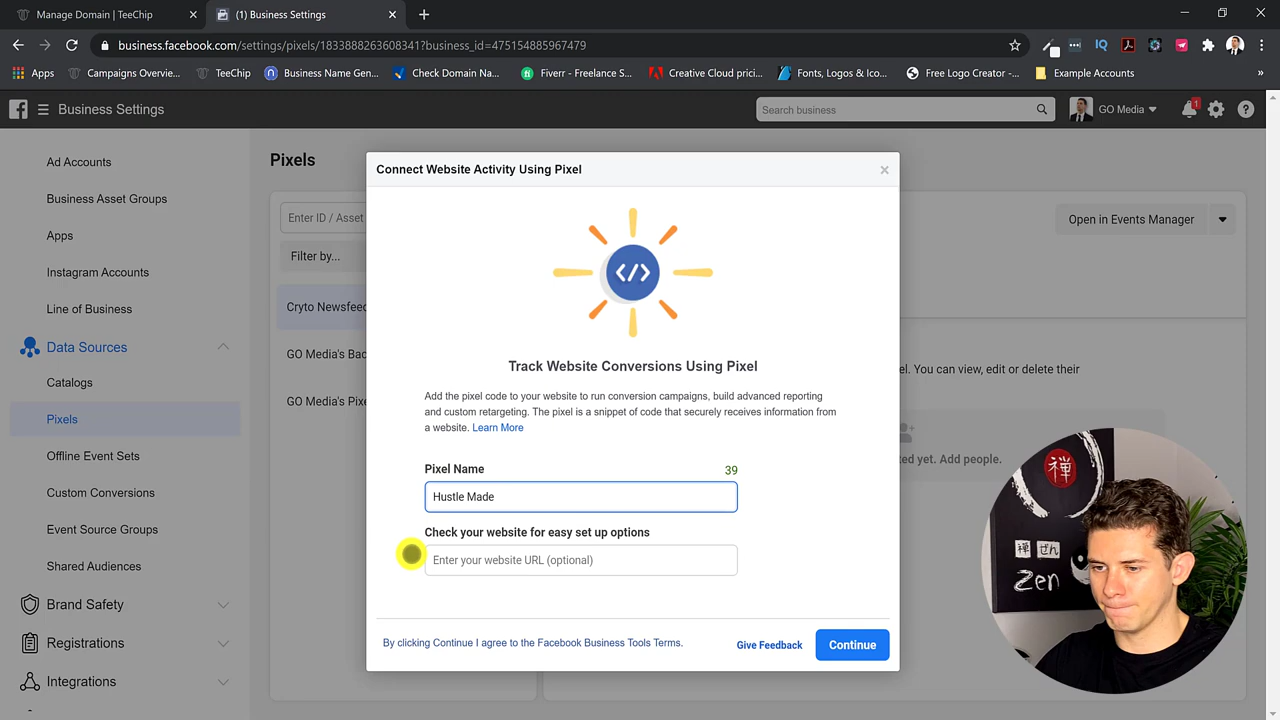 Manage Domain | TeeChip
(1) Business Settings
business.facebook.com/settings/pixels/1833888263608341?business_id=475154885967479
Apps
Campaigns Overvie...
TeeChip
Business Name Gen...
Check Domain Na...
Fiverr - Freelance S...
Creative Cloud prici...
Fonts, Logos & Ico...
Free Logo Creator -...
Example Accounts
»
Business Settings
Search business
GO Media
1
Ad Accounts
Business Asset Groups
Apps
Instagram Accounts
Line of Business
Data Sources
Catalogs
Pixels
Offline Event Sets
Custom Conversions
Event Source Groups
Shared Audiences
Brand Safety
Registrations
Integrations
Pixels
Enter ID / Asset
Filter by...
Cryto Newsfeed
GO Media's Bac
GO Media's Pixe
Open in Events Manager
el. You can view, edit or delete their
ted yet. Add people.
Connect Website Activity Using Pixel
</>
Track Website Conversions Using Pixel
Add the pixel code to your website to run conversion campaigns, build advanced reporting
and custom retargeting. The pixel is a snippet of code that securely receives information from
a website. Learn More
Pixel Name
39
Hustle Made
Check your website for easy set up options
Enter your website URL (optional)
By clicking Continue I agree to the Facebook Business Tools Terms.
Give Feedback
Continue
禅
禅 ぜん
zen